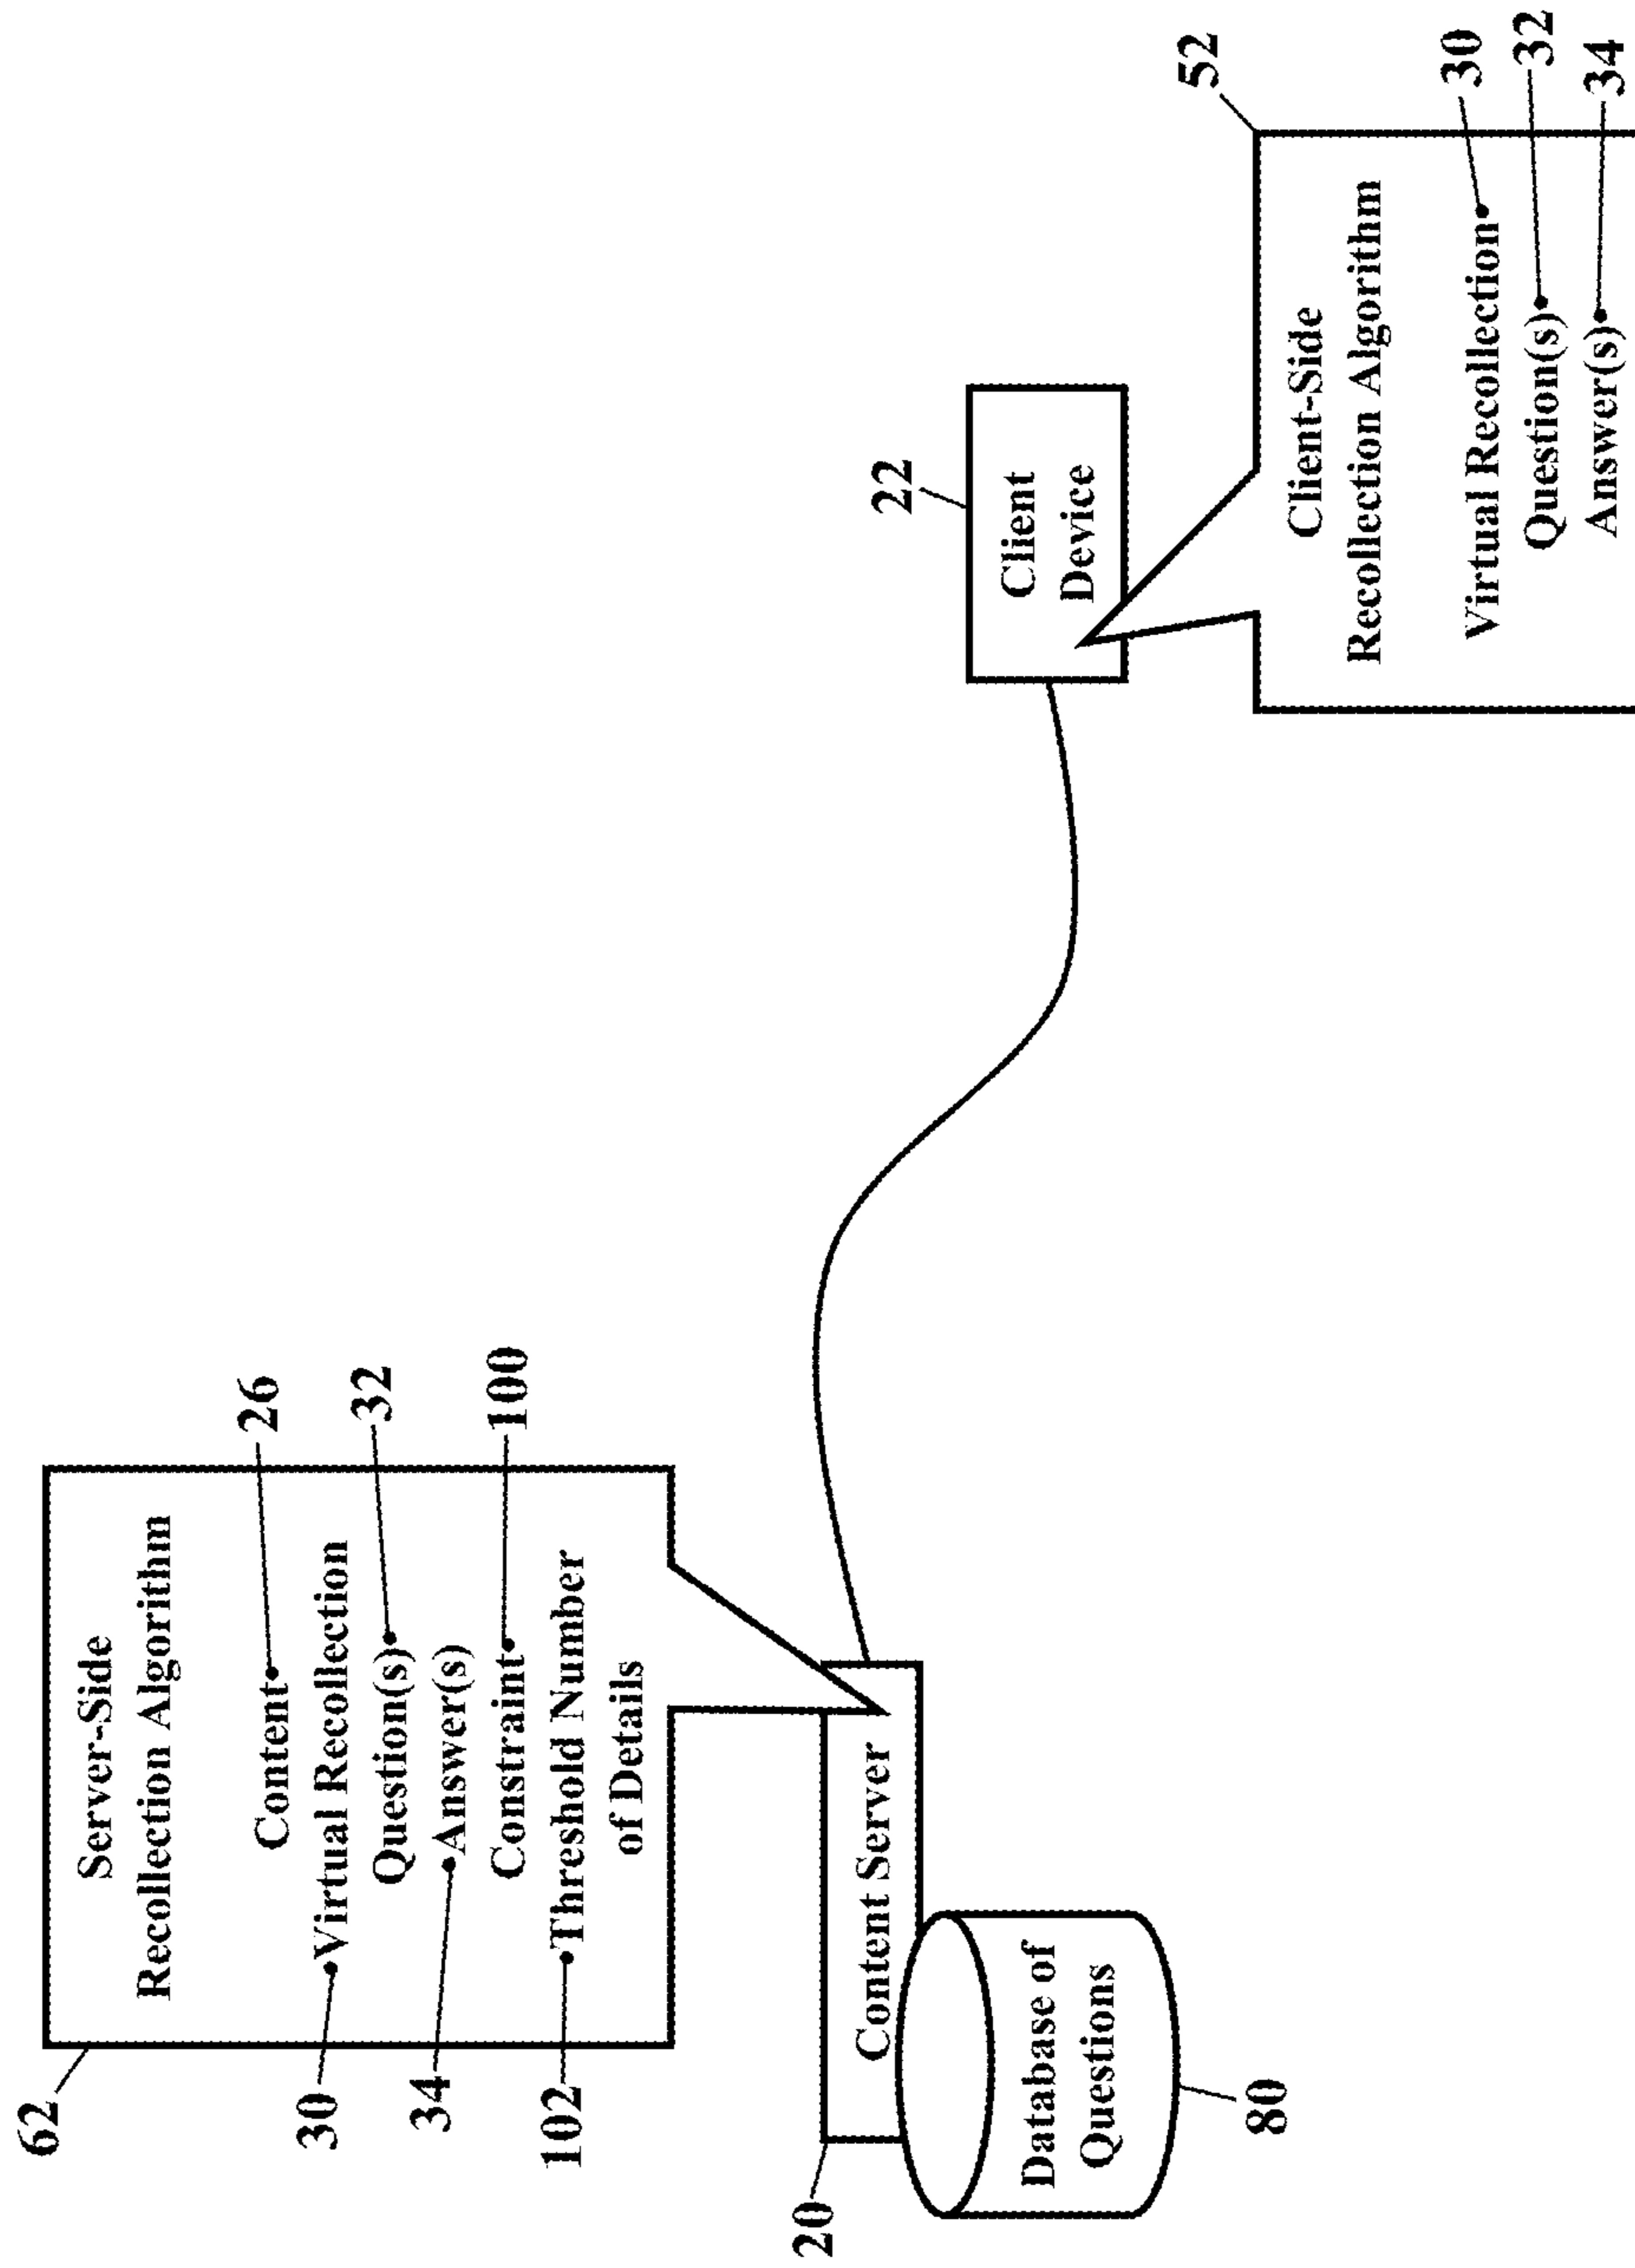 62
Server-Side
Recollection Algorithm
Content
26
30
Virtual Recollection
Question(s)
32
34
Answer(s)
Constraint
100
102
Threshold Number
of Details
20
Content Server
Database of
Questions
80
22
Client
Device
52
Client-Side
Recollection Algorithm
Virtual Recollection
30
Question(s)
32
Answer(s)
34